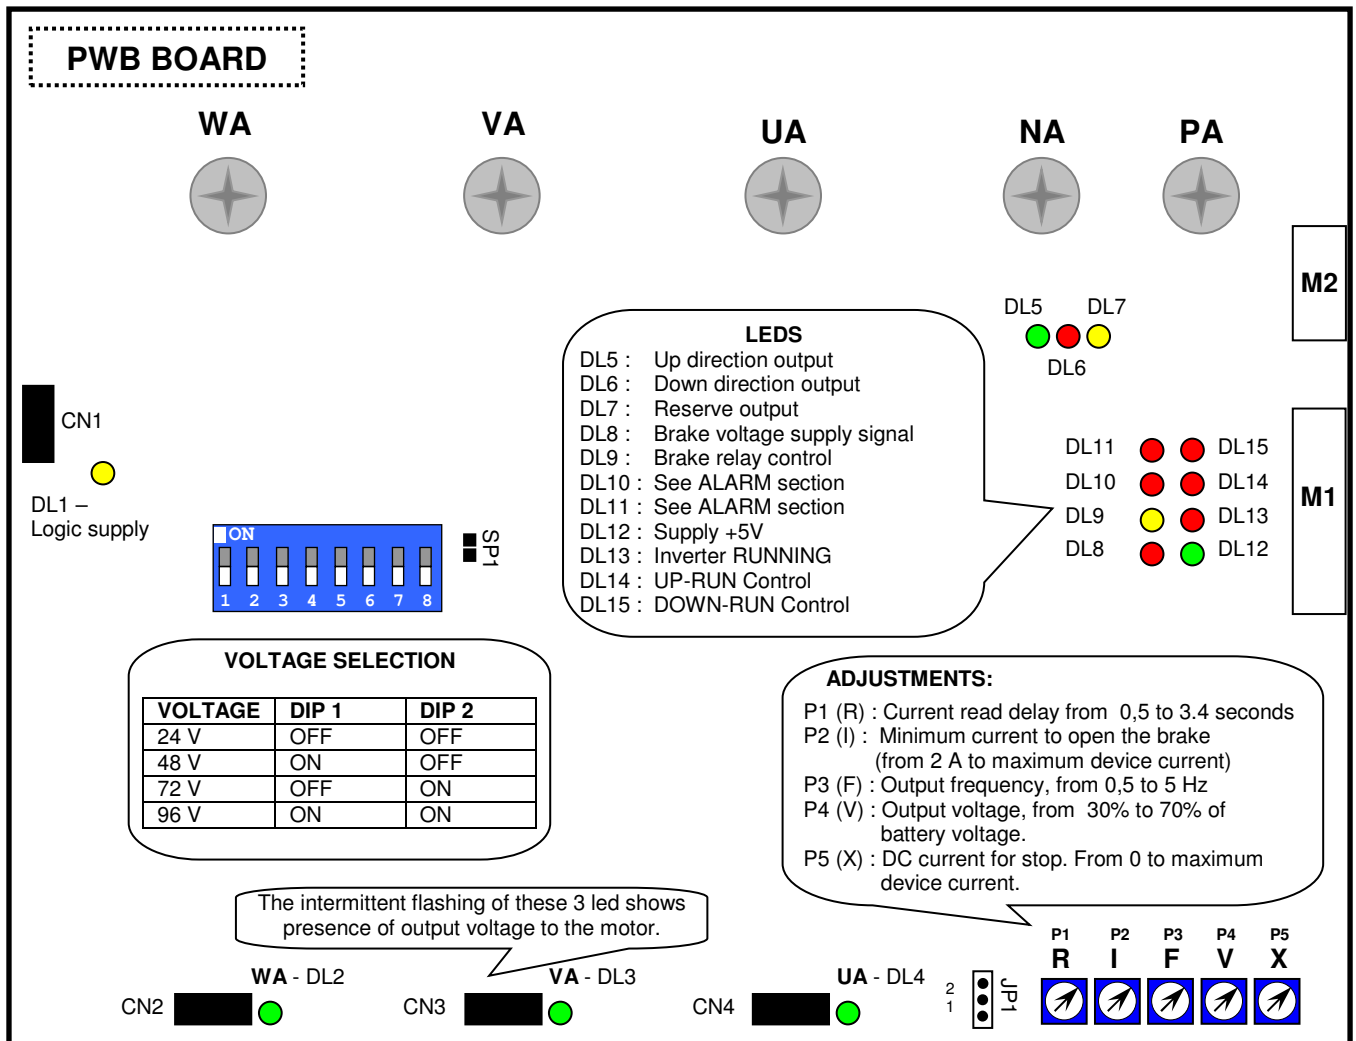 PWB BOARD
WA
VA
UA
NA
PA
M2
DL5
DL7
DL6
LEDS
DL5 : Up direction output
DL6 : Down direction output
DL7 : Reserve output
DL8 : Brake voltage supply signal
DL9 : Brake relay control
DL10 : See ALARM section
DL11 : See ALARM section
DL12 : Supply +5V
DL13 : Inverter RUNNING
DL14 : UP-RUN Control
DL15 : DOWN-RUN Control
CN1
DL1 –
Logic supply
DL11
DL15
DL10
DL14
DL9
DL13
DL8
DL12
M1
ON
1 2 3 4 5 6 7 8
SP1
VOLTAGE SELECTION
VOLTAGE DIP 1 DIP 2
24 V OFF OFF
48 V ON OFF
72 V OFF ON
96 V ON ON
ADJUSTMENTS:
P1 (R) : Current read delay from 0,5 to 3.4 seconds
P2 (I) : Minimum current to open the brake
(from 2 A to maximum device current)
P3 (F) : Output frequency, from 0,5 to 5 Hz
P4 (V) : Output voltage, from 30% to 70% of
battery voltage.
P5 (X) : DC current for stop. From 0 to maximum
device current.
The intermittent flashing of these 3 led shows
presence of output voltage to the motor.
P1 P2 P3 P4 P5
R I F V X
WA - DL2
VA - DL3
UA - DL4
CN2
CN3
CN4
2
1
JP1